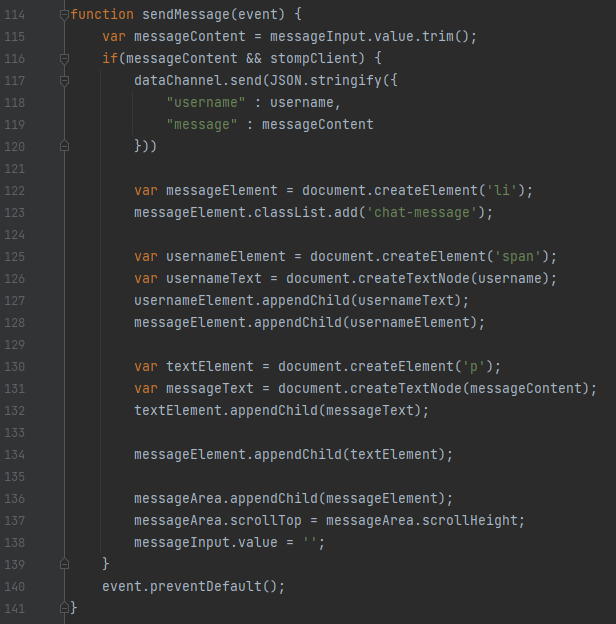 114 function sendMessage(event) {
115     var messageContent = messageInput.value.trim();
116     if(messageContent && stompClient) {
117         dataChannel.send(JSON.stringify({
118             "username" : username,
119             "message" : messageContent
120         }))
121
122         var messageElement = document.createElement('li');
123         messageElement.classList.add('chat-message');
124
125         var usernameElement = document.createElement('span');
126         var usernameText = document.createTextNode(username);
127         usernameElement.appendChild(usernameText);
128         messageElement.appendChild(usernameElement);
129
130         var textElement = document.createElement('p');
131         var messageText = document.createTextNode(messageContent);
132         textElement.appendChild(messageText);
133
134         messageElement.appendChild(textElement);
135
136         messageArea.appendChild(messageElement);
137         messageArea.scrollTop = messageArea.scrollHeight;
138         messageInput.value = '';
139     }
140     event.preventDefault();
141 }